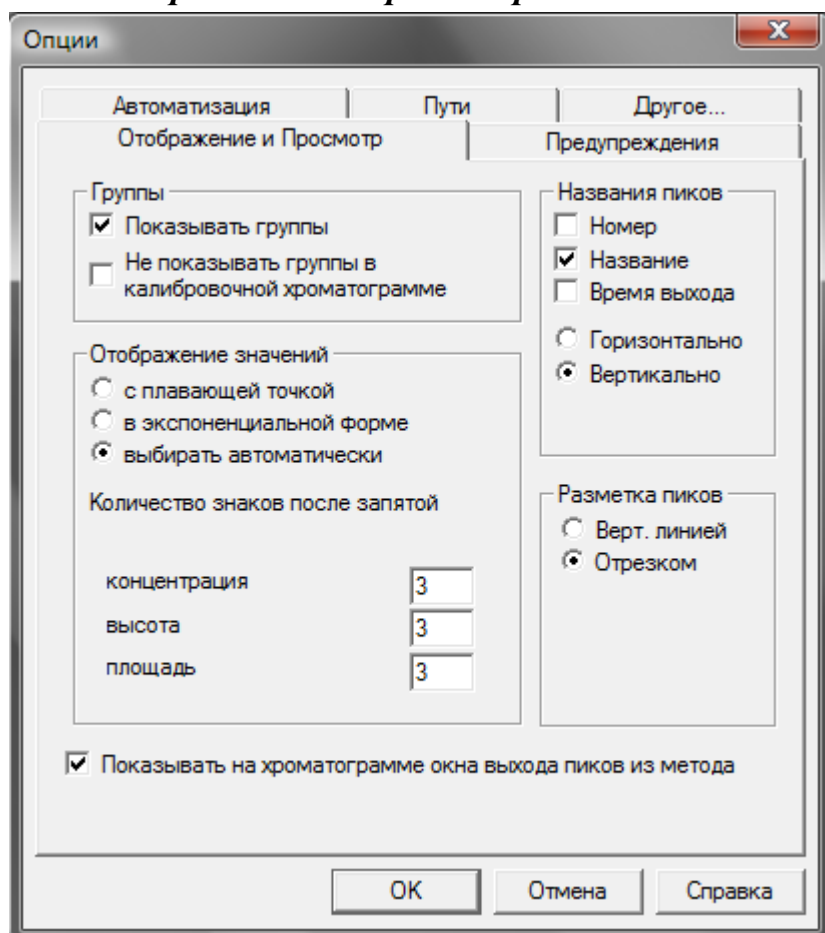 Опции
Автоматизация Пути Другое...
Отображение и Просмотр Предупреждения
Группы
Показывать группы
Не показывать группы в
калибровочной хроматограмме
Названия пиков
Номер
Название
Время выхода
Горизонтально
Вертикально
Отображение значений
с плавающей точкой
в экспоненциальной форме
выбирать автоматически
Количество знаков после запятой
концентрация 3
высота 3
площадь 3
Разметка пиков
Верт. линией
Отрезком
Показывать на хроматограмме окна выхода пиков из метода
OK Отмена Справка